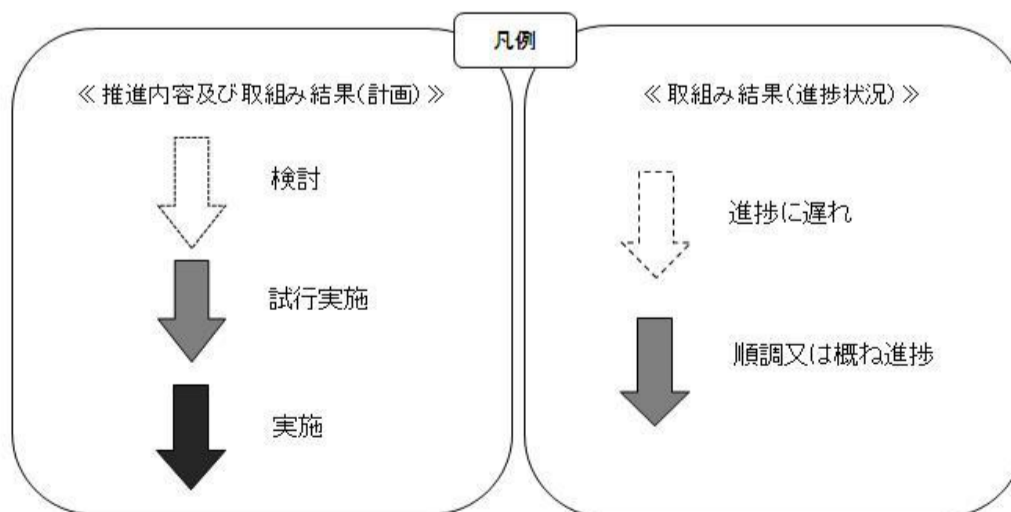 凡例
≪推進内容及び取組み結果(計画)≫
検討
試行実施
実施
≪取組み結果(進捗状況)≫
進捗に遅れ
順調又は概ね進捗